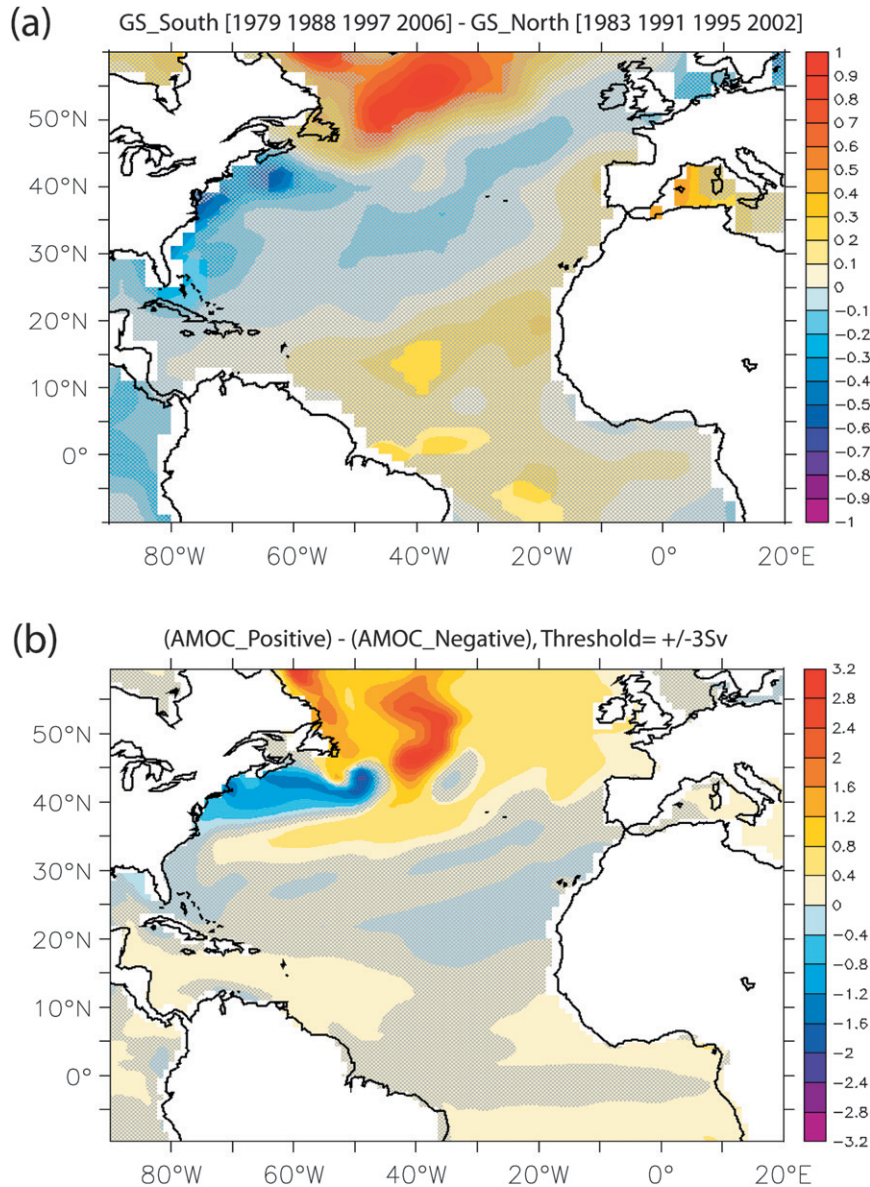 (a)
GS_South [1979 1988 1997 2006] - GS_North [1983 1991 1995 2002]
50°N
40°N
30°N
20°N
10°N
0°
80°W 60°W 40°W 20°W 0° 20°E
1
0.9
0.8
0.7
0.6
0.5
0.4
0.3
0.2
0.1
0
-0.1
-0.2
-0.3
-0.4
-0.5
-0.6
-0.7
-0.8
-0.9
-1
(b)
(AMOC_Positive) - (AMOC_Negative), Threshold= +/-3Sv
50°N
40°N
30°N
20°N
10°N
0°
80°W 60°W 40°W 20°W 0° 20°E
3.2
2.8
2.4
2
1.6
1.2
0.8
0.4
0
-0.4
-0.8
-1.2
-1.6
-2
-2.4
-2.8
-3.2